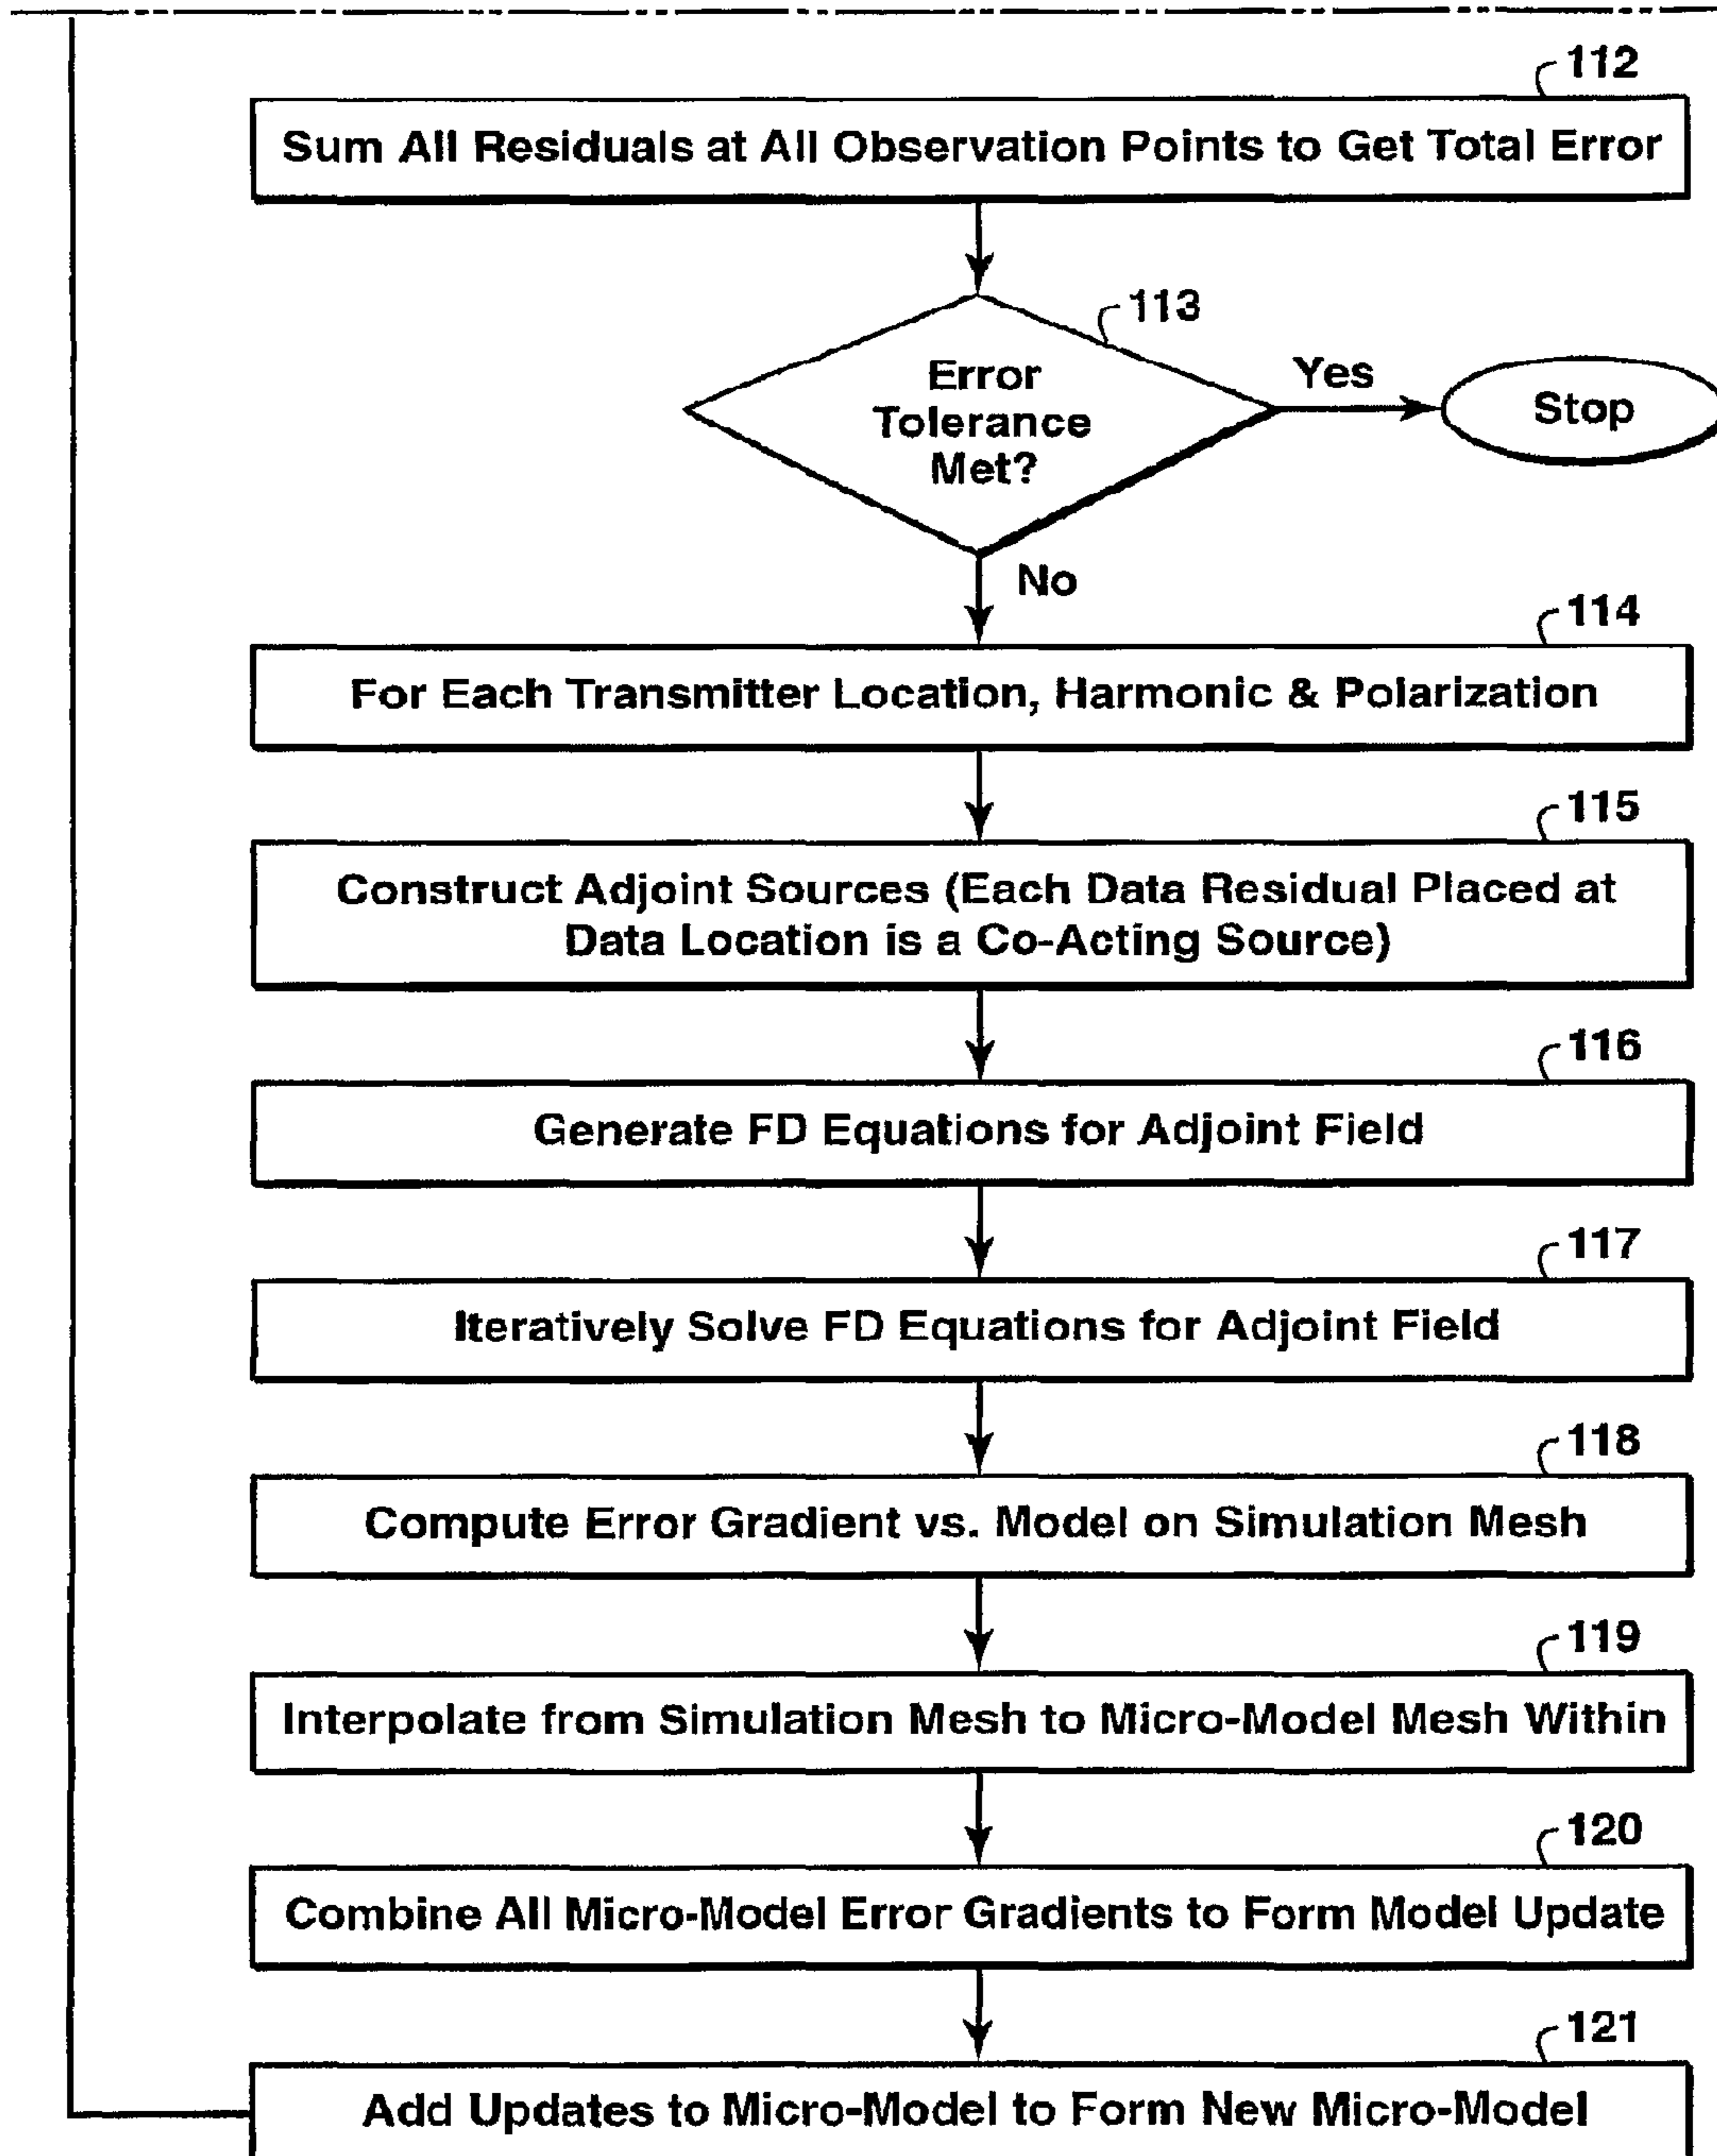 112
Sum All Residuals at All Observation Points to Get Total Error
113
Error
Tolerance
Met?
Yes
Stop
No
114
For Each Transmitter Location, Harmonic & Polarization
115
Construct Adjoint Sources (Each Data Residual Placed at
Data Location is a Co-Acting Source)
116
Generate FD Equations for Adjoint Field
117
Iteratively Solve FD Equations for Adjoint Field
118
Compute Error Gradient vs. Model on Simulation Mesh
119
Interpolate from Simulation Mesh to Micro-Model Mesh Within
120
Combine All Micro-Model Error Gradients to Form Model Update
121
Add Updates to Micro-Model to Form New Micro-Model